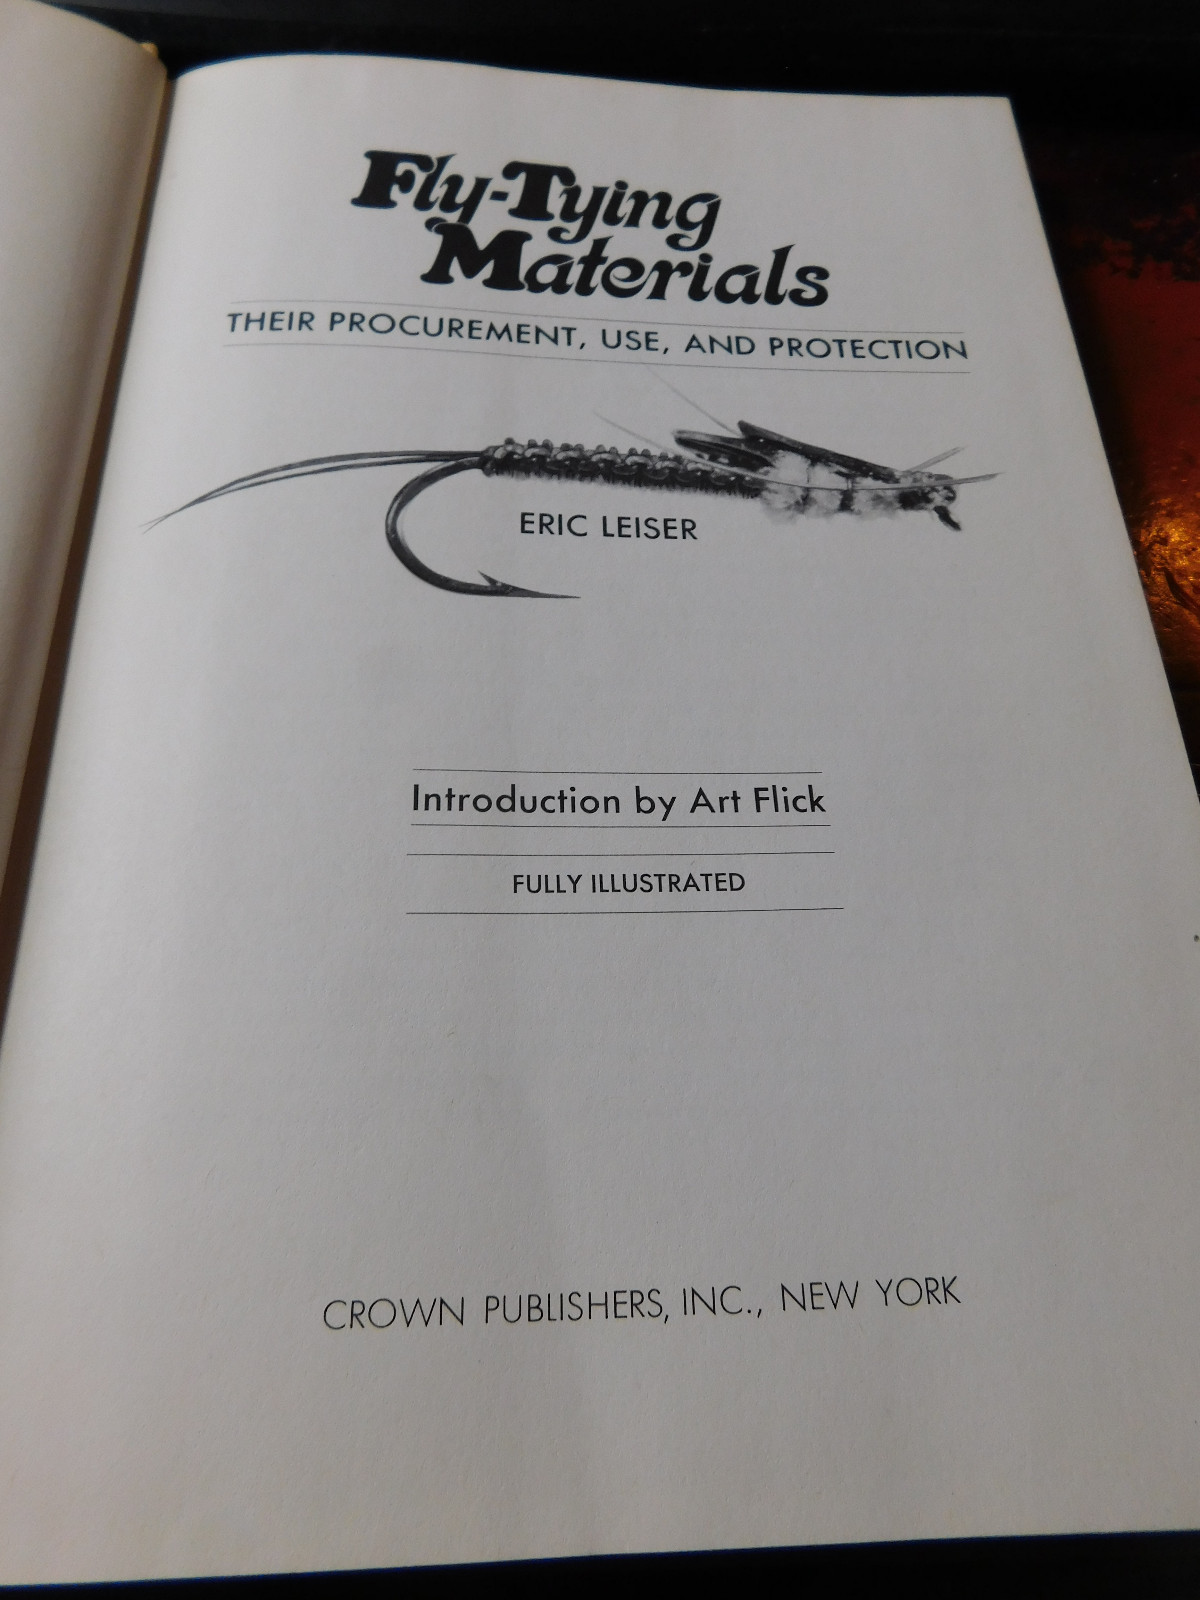 Fly-Tying
Materials
THEIR PROCUREMENT, USE, AND PROTECTION
ERIC LEISER
Introduction by Art Flick
FULLY ILLUSTRATED
CROWN PUBLISHERS, INC., NEW YORK